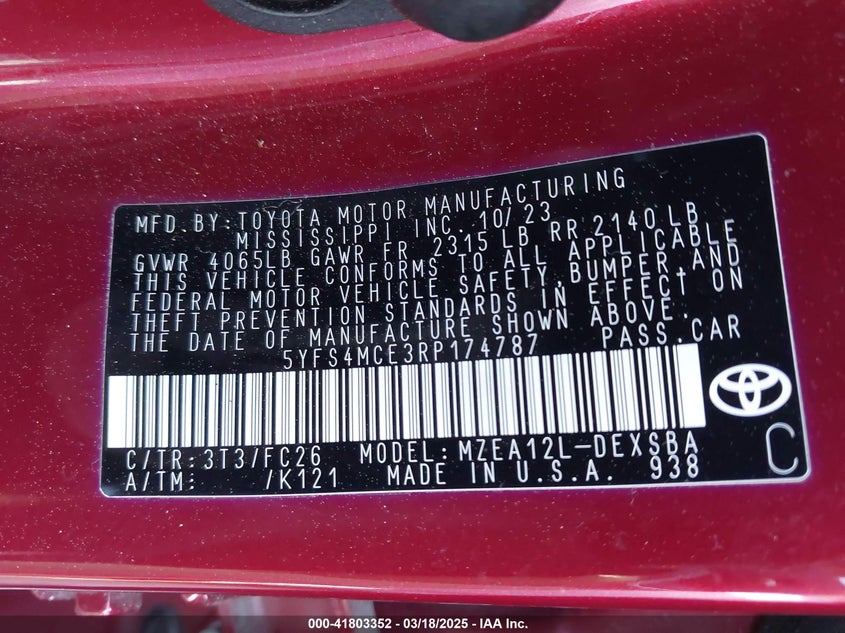 MFD. BY: TOYOTA MOTOR MANUFACTURING
MISSISSIPPI INC. 10/23
GVWR 4065LB GAWR FR 2315 LB RR 2140 LB
THIS VEHICLE CONFORMS TO ALL APPLICABLE
FEDERAL MOTOR VEHICLE SAFETY, BUMPER, AND
THEFT PREVENTION STANDARDS IN EFFECT ON
THE DATE OF MANUFACTURE SHOWN ABOVE.
5YFS4MCE3RP174787 PASS. CAR
C/TR: 3T3/FC26 MODEL: MZEA12L-DEXSBA
A/TM: /K121 MADE IN U.S.A. 938
C
000-41803352 — 03/18/2025 — IAA Inc.